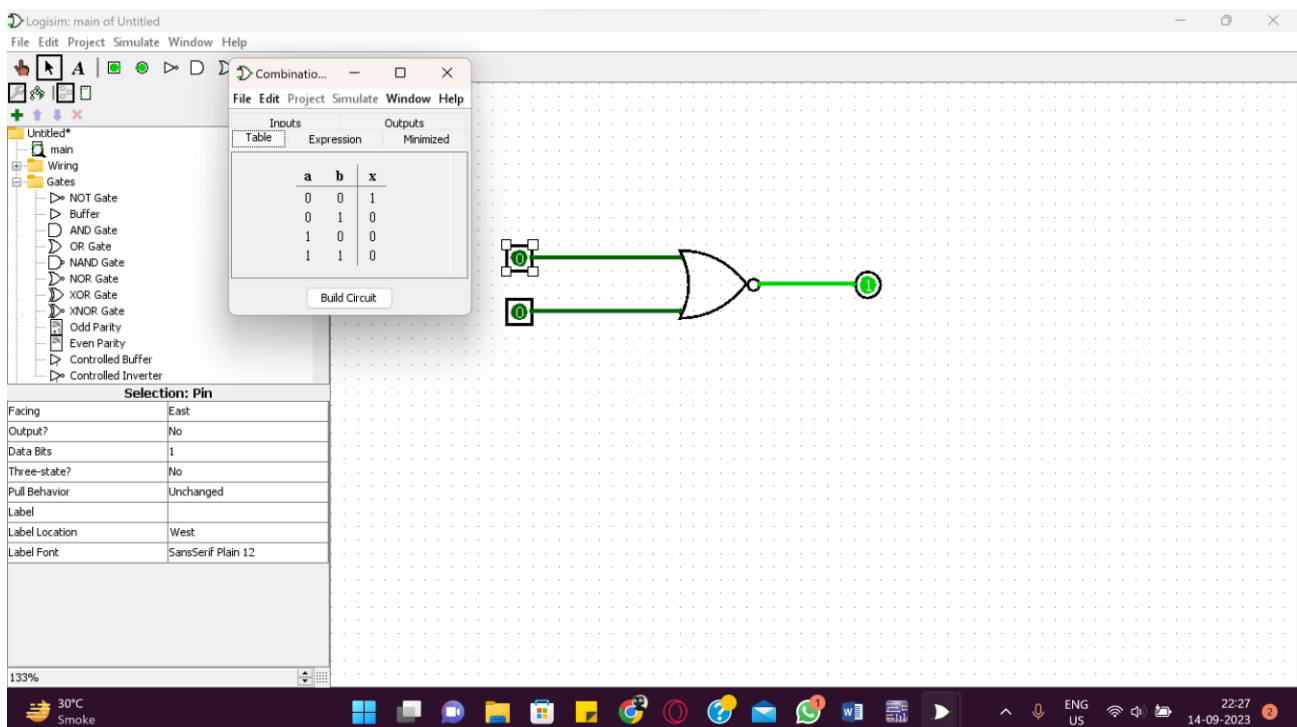 Logisim: main of Untitled
File Edit Project Simulate Window Help
A
Combinatio...
File Edit Project Simulate Window Help
Inputs Outputs
Table Expression Minimized
a b x
0 0 1
0 1 0
1 0 0
1 1 0
Build Circuit
Untitled*
main
Wiring
Gates
NOT Gate
Buffer
AND Gate
OR Gate
NAND Gate
NOR Gate
XOR Gate
XNOR Gate
Odd Parity
Even Parity
Controlled Buffer
Controlled Inverter
Selection: Pin
Facing East
Output? No
Data Bits 1
Three-state? No
Pull Behavior Unchanged
Label
Label Location West
Label Font SansSerif Plain 12
133%
0
1
0
30°C
Smoke
1
W
ENG
US
22:27
14-09-2023
2